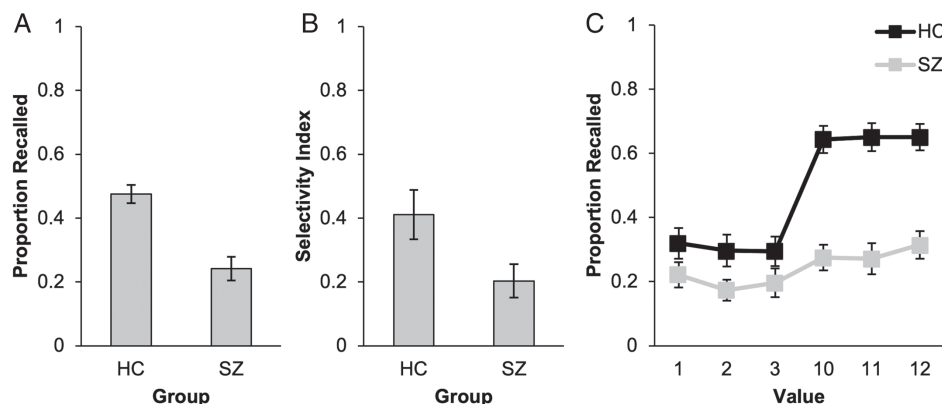 A
Proportion Recalled
1
0.8
0.6
0.4
0.2
0
HC
SZ
Group
B
Selectivity Index
1
0.8
0.6
0.4
0.2
0
HC
SZ
Group
C
HC
SZ
Proportion Recalled
1
0.8
0.6
0.4
0.2
0
1
2
3
10
11
12
Value